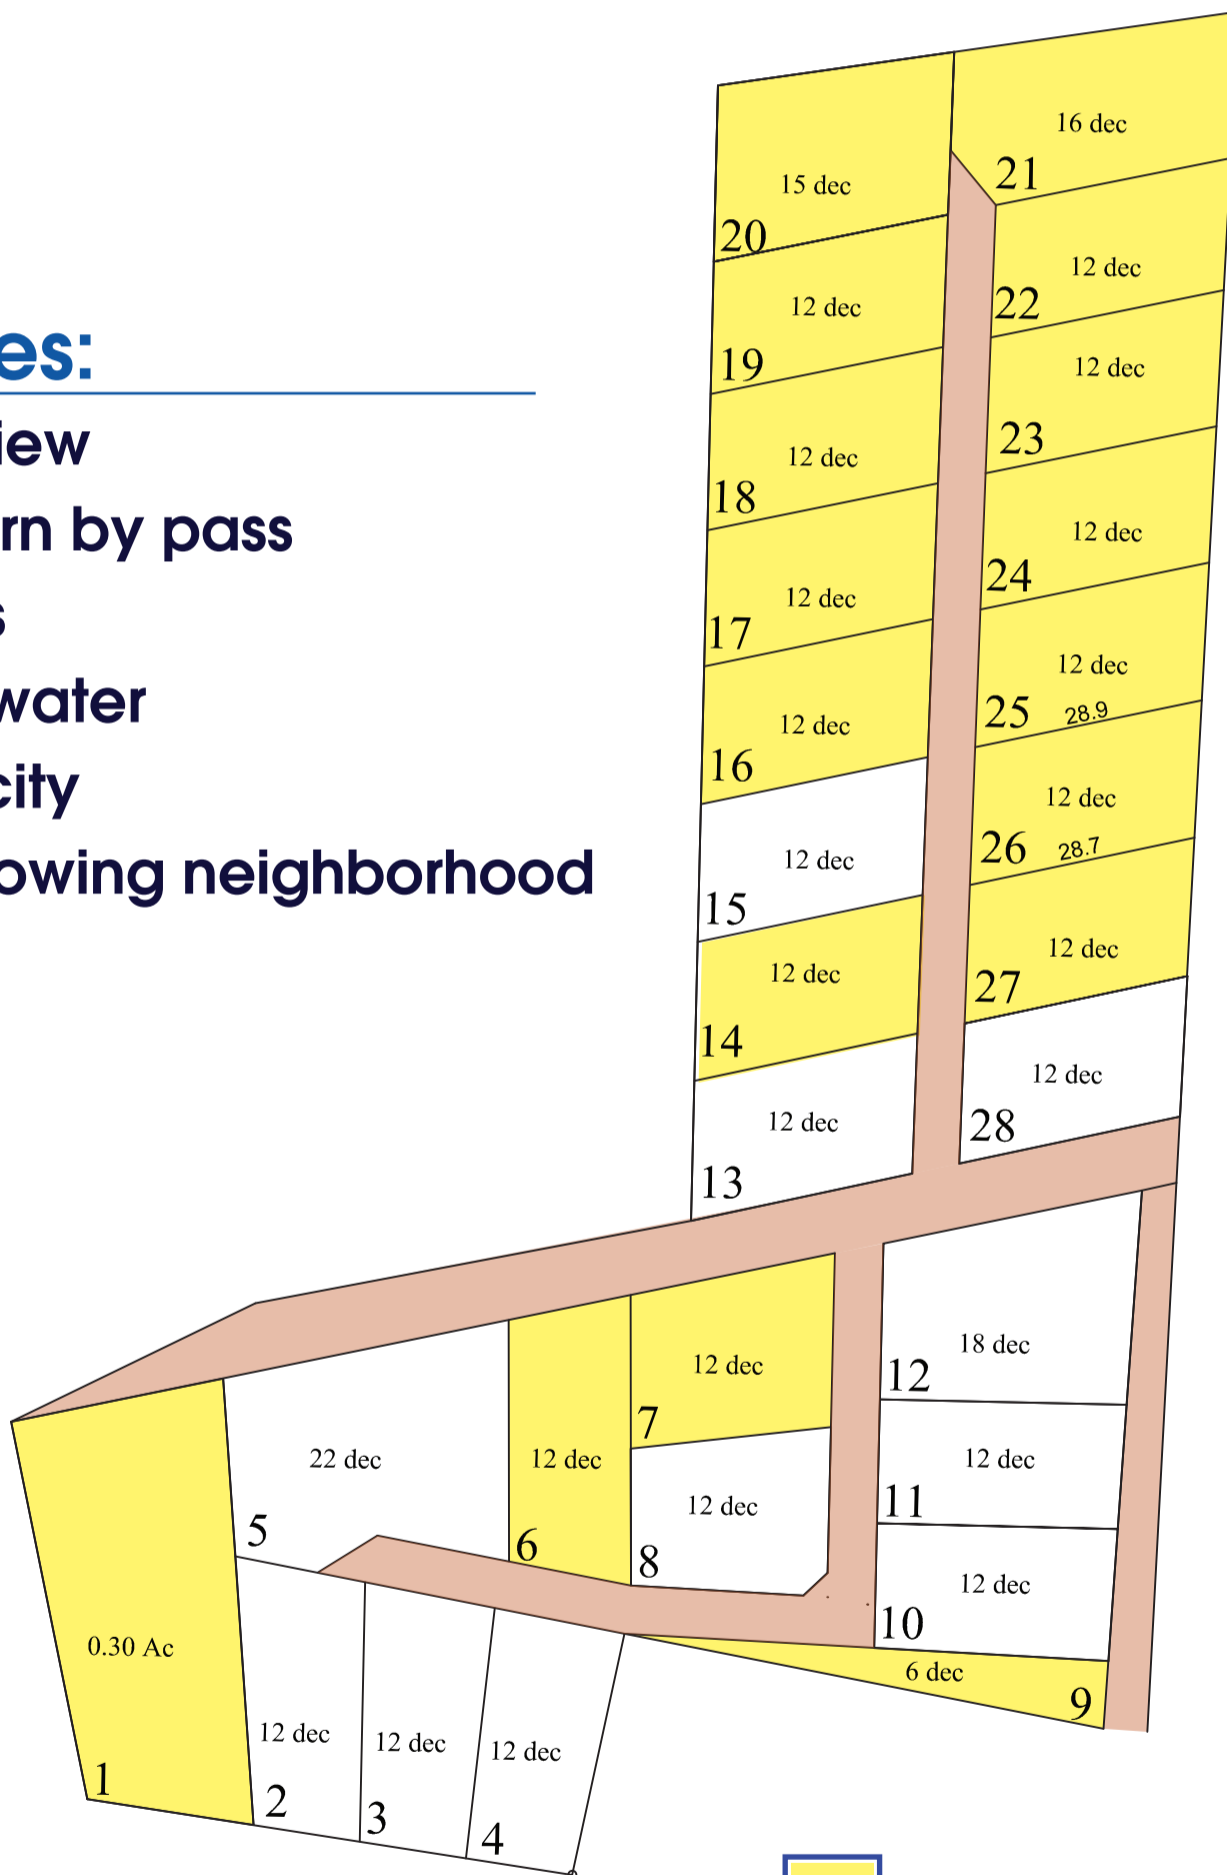 es:
iew
rn by pass
s
water
city
owing neighborhood
16 dec
21
15 dec
20
12 dec
22
12 dec
19
12 dec
23
12 dec
18
12 dec
24
12 dec
17
12 dec
25 28.9
12 dec
16
12 dec
26 28.7
12 dec
15
12 dec
27
12 dec
14
12 dec
28
12 dec
13
18 dec
12
12 dec
7
22 dec
5
12 dec
6
12 dec
11
12 dec
8
12 dec
10
6 dec
9
0.30 Ac
1
12 dec
2
12 dec
3
12 dec
4